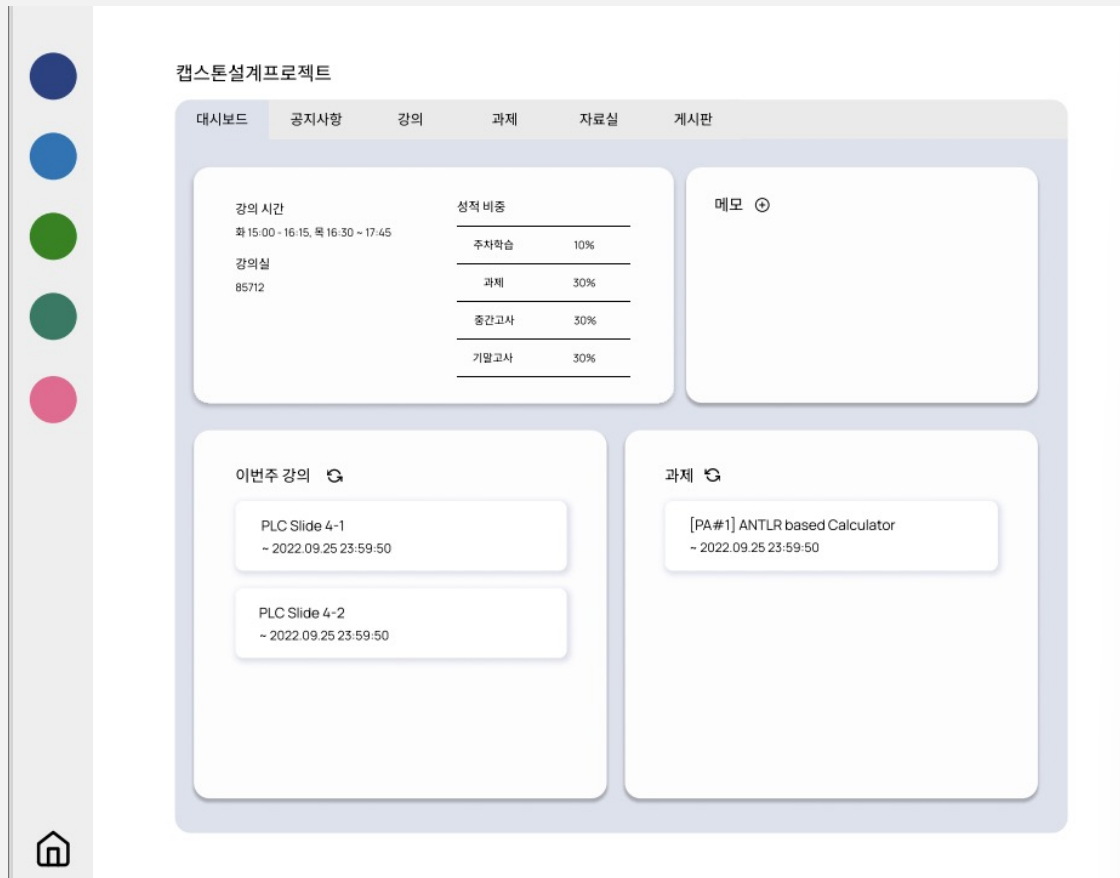 캡스톤설계프로젝트
대시보드 공지사항 강의 과제 자료실 게시판
강의 시간
화 15:00 - 16:15, 목 16:30 ~ 17:45
강의실
85712
성적 비중
주차학습 10%
과제 30%
중간고사 30%
기말고사 30%
메모
이번주 강의
PLC Slide 4-1
~ 2022.09.25 23:59:50
PLC Slide 4-2
~ 2022.09.25 23:59:50
과제
[PA#1] ANTLR based Calculator
~ 2022.09.25 23:59:50